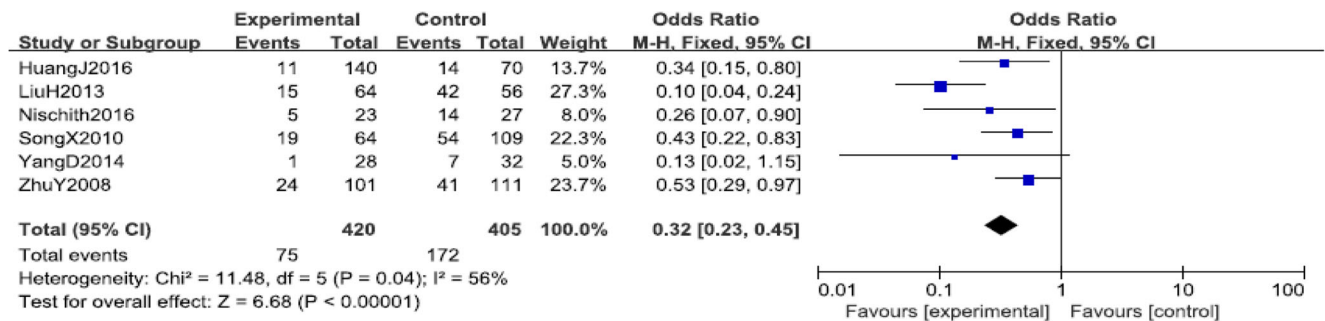 Experimental Control Odds Ratio Odds Ratio
Study or Subgroup Events Total Events Total Weight M-H, Fixed, 95% CI M-H, Fixed, 95% CI
HuangJ2016 11 140 14 70 13.7% 0.34 [0.15, 0.80]
LiuH2013 15 64 42 56 27.3% 0.10 [0.04, 0.24]
Nischith2016 5 23 14 27 8.0% 0.26 [0.07, 0.90]
SongX2010 19 64 54 109 22.3% 0.43 [0.22, 0.83]
YangD2014 1 28 7 32 5.0% 0.13 [0.02, 1.15]
ZhuY2008 24 101 41 111 23.7% 0.53 [0.29, 0.97]
Total (95% CI) 420 405 100.0% 0.32 [0.23, 0.45]
Total events 75 172
Heterogeneity: Chi² = 11.48, df = 5 (P = 0.04); I² = 56%
Test for overall effect: Z = 6.68 (P < 0.00001)
0.01 0.1 1 10 100
Favours [experimental] Favours [control]